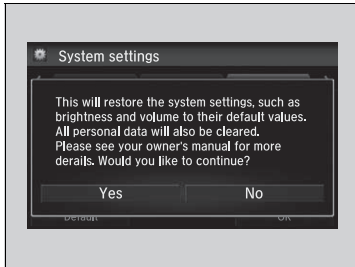 System settings
This will restore the system settings, such as
brightness and volume to their default values.
All personal data will also be cleared.
Please see your owner's manual for more
derails. Would you like to continue?
Yes
No
Default
OK